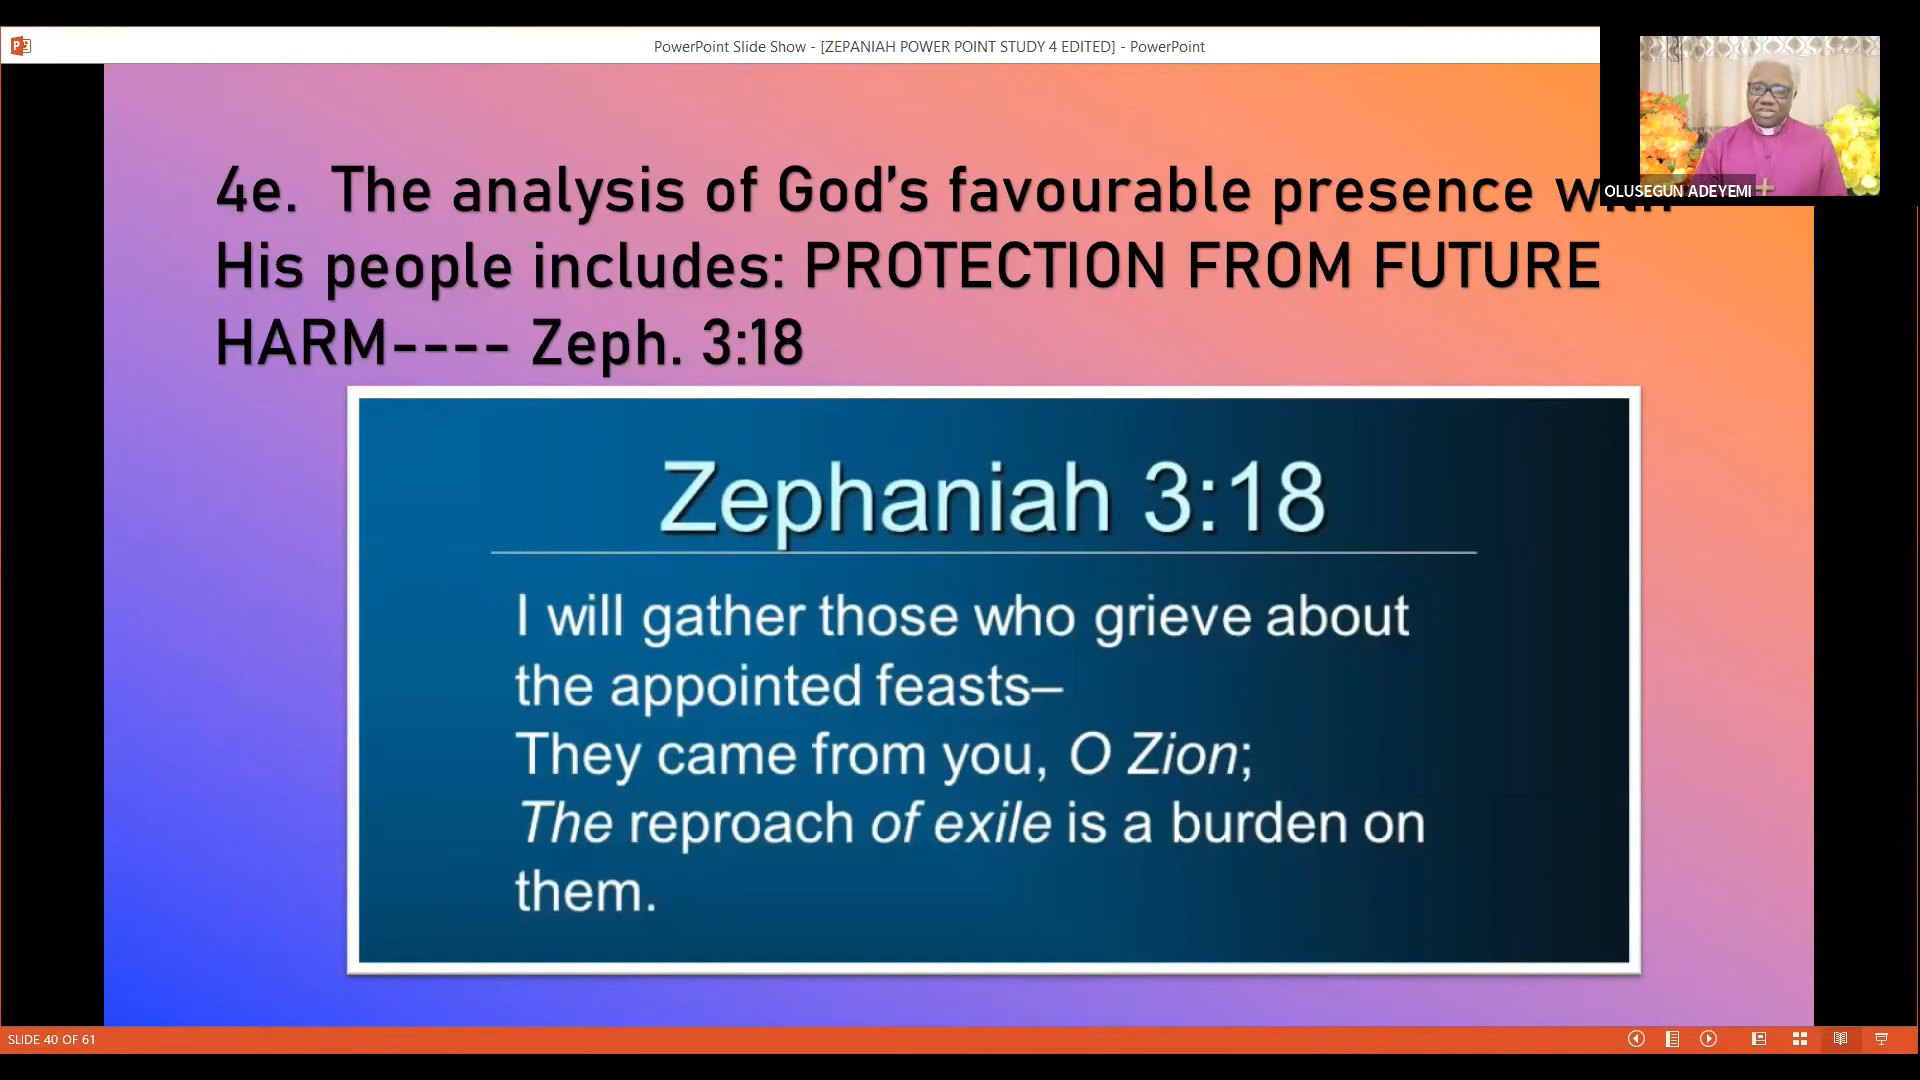 PowerPoint Slide Show - [ZEPANIAH POWER POINT STUDY 4 EDITED] - PowerPoint
OLUSEGUN ADEYEMI
4e. The analysis of God’s favourable presence
His people includes: PROTECTION FROM FUTURE
HARM---- Zeph. 3:18
Zephaniah 3:18
I will gather those who grieve about
the appointed feasts–
They came from you, O Zion;
The reproach of exile is a burden on
them.
SLIDE 40 OF 61